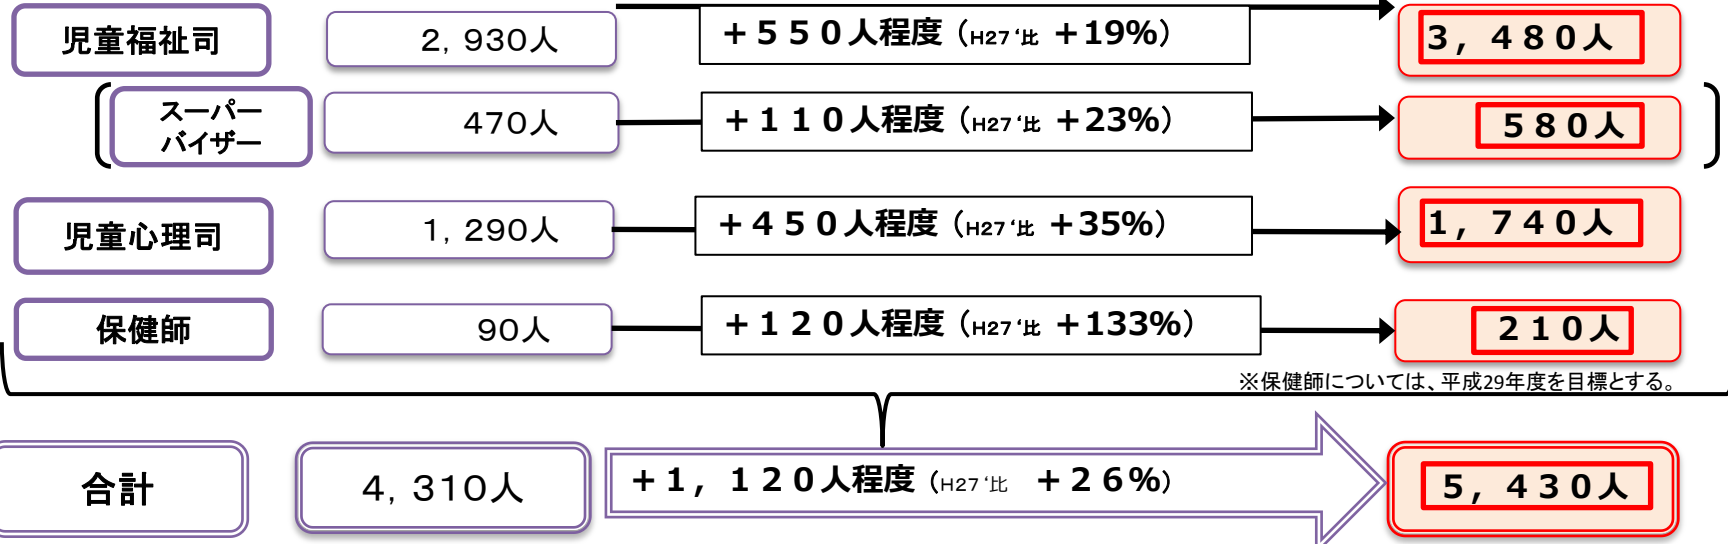 児童福祉司 2,930人 +550人程度(H27‘比 +19%) 3,480人
スーパー
バイザー 470人 +110人程度(H27‘比 +23%) 580人
児童心理司 1,290人 +450人程度(H27‘比 +35%) 1,740人
保健師 90人 +120人程度(H27‘比 +133%) 210人
※保健師については、平成29年度を目標とする。
合計 4,310人 +1,120人程度(H27‘比 +26%) 5,430人